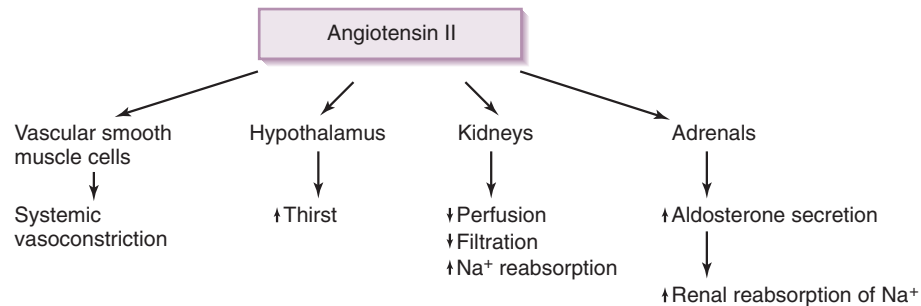 Angiotensin II
Vascular smooth
muscle cells
Hypothalamus
Kidneys
Adrenals
Systemic
vasoconstriction
↑Thirst
↓Perfusion
↓Filtration
↑Na⁺ reabsorption
↑Aldosterone secretion
↑Renal reabsorption of Na⁺